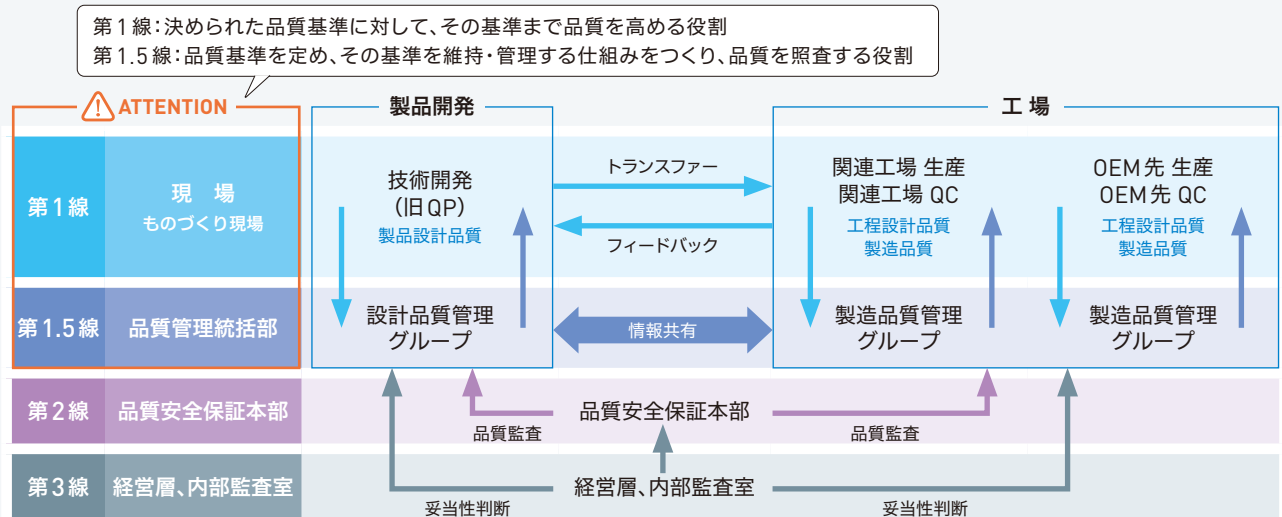 第1線：決められた品質基準に対して、その基準まで品質を高める役割
第1.5線：品質基準を定め、その基準を維持・管理する仕組みをつくり、品質を照査する役割
ATTENTION
製品開発
工場
第1線
現　場
ものづくり現場
技術開発
（旧QP）
製品設計品質
トランスファー
フィードバック
関連工場 生産
関連工場 QC
工程設計品質
製造品質
OEM先 生産
OEM先 QC
工程設計品質
製造品質
第1.5線
品質管理統括部
設計品質管理
グループ
情報共有
製造品質管理
グループ
製造品質管理
グループ
第2線
品質安全保証本部
品質安全保証本部
品質監査
品質監査
第3線
経営層、内部監査室
経営層、内部監査室
妥当性判断
妥当性判断